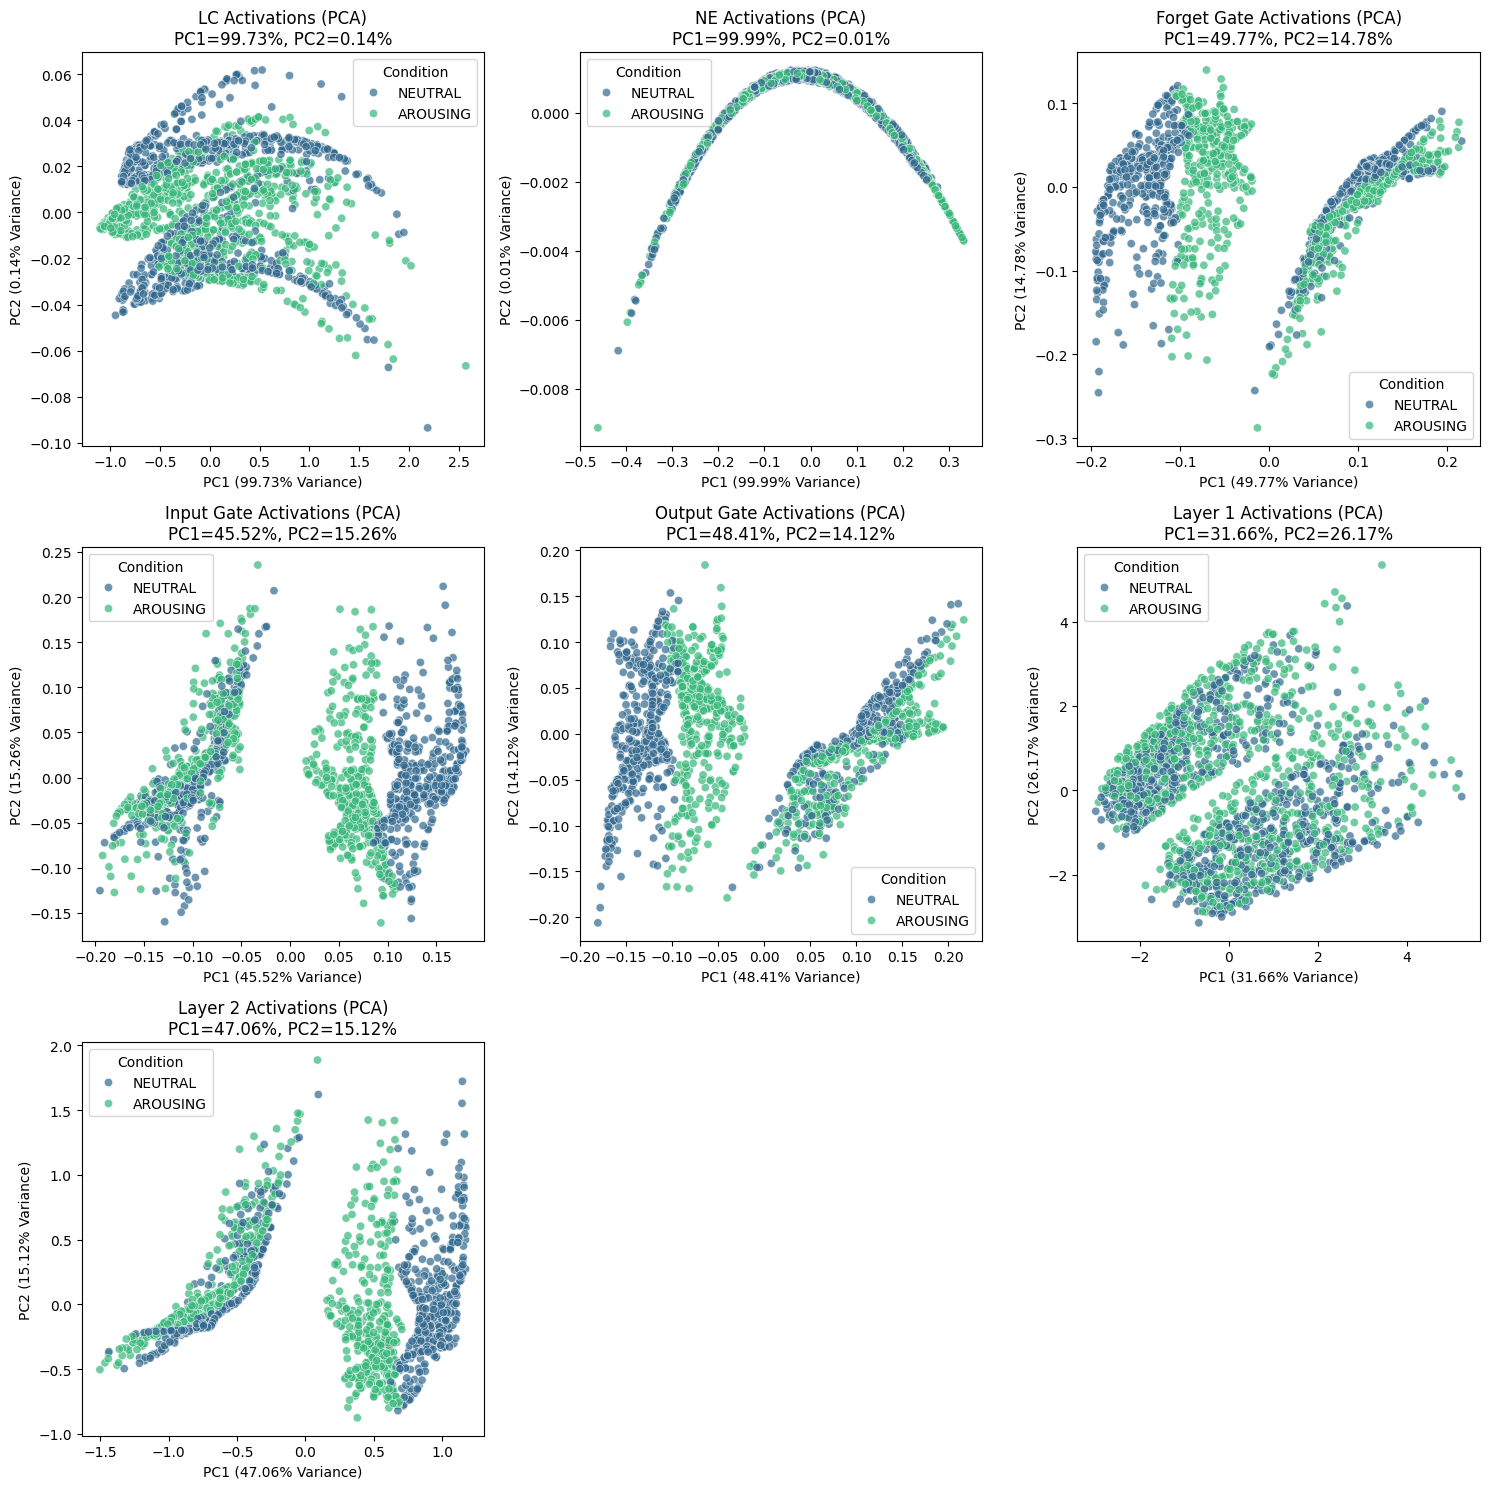 LC Activations (PCA)
PC1=99.73%, PC2=0.14%
Condition
NEUTRAL
AROUSING
PC2 (0.14% Variance)
0.06
0.04
0.02
0.00
−0.02
−0.04
−0.06
−0.08
−0.10
−1.0 −0.5 0.0 0.5 1.0 1.5 2.0 2.5
PC1 (99.73% Variance)
NE Activations (PCA)
PC1=99.99%, PC2=0.01%
Condition
NEUTRAL
AROUSING
PC2 (0.01% Variance)
0.000
−0.002
−0.004
−0.006
−0.008
−0.5 −0.4 −0.3 −0.2 −0.1 0.0 0.1 0.2 0.3
PC1 (99.99% Variance)
Forget Gate Activations (PCA)
PC1=49.77%, PC2=14.78%
PC2 (14.78% Variance)
0.1
0.0
−0.1
−0.2
−0.3
Condition
NEUTRAL
AROUSING
−0.2 −0.1 0.0 0.1 0.2
PC1 (49.77% Variance)
Input Gate Activations (PCA)
PC1=45.52%, PC2=15.26%
Condition
NEUTRAL
AROUSING
PC2 (15.26% Variance)
0.25
0.20
0.15
0.10
0.05
0.00
−0.05
−0.10
−0.15
−0.20 −0.15 −0.10 −0.05 0.00 0.05 0.10 0.15
PC1 (45.52% Variance)
Output Gate Activations (PCA)
PC1=48.41%, PC2=14.12%
PC2 (14.12% Variance)
0.20
0.15
0.10
0.05
0.00
−0.05
−0.10
−0.15
−0.20
Condition
NEUTRAL
AROUSING
−0.20 −0.15 −0.10 −0.05 0.00 0.05 0.10 0.15 0.20
PC1 (48.41% Variance)
Layer 1 Activations (PCA)
PC1=31.66%, PC2=26.17%
Condition
NEUTRAL
AROUSING
PC2 (26.17% Variance)
4
2
0
−2
−2 0 2 4
PC1 (31.66% Variance)
Layer 2 Activations (PCA)
PC1=47.06%, PC2=15.12%
Condition
NEUTRAL
AROUSING
PC2 (15.12% Variance)
2.0
1.5
1.0
0.5
0.0
−0.5
−1.0
−1.5 −1.0 −0.5 0.0 0.5 1.0
PC1 (47.06% Variance)